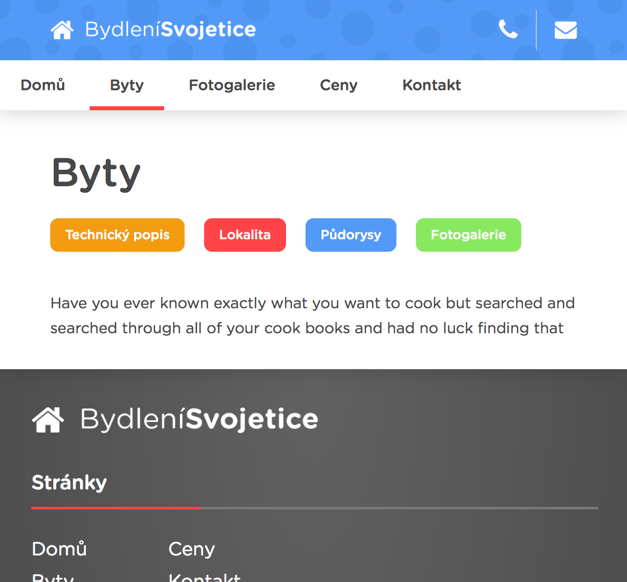 BydleníSvojetice
Domů Byty Fotogalerie Ceny Kontakt
Byty
Technický popis Lokalita Půdorysy Fotogalerie
Have you ever known exactly what you want to cook but searched and
searched through all of your cook books and had no luck finding that
BydleníSvojetice
Stránky
Domů Ceny
Byty Kontakt